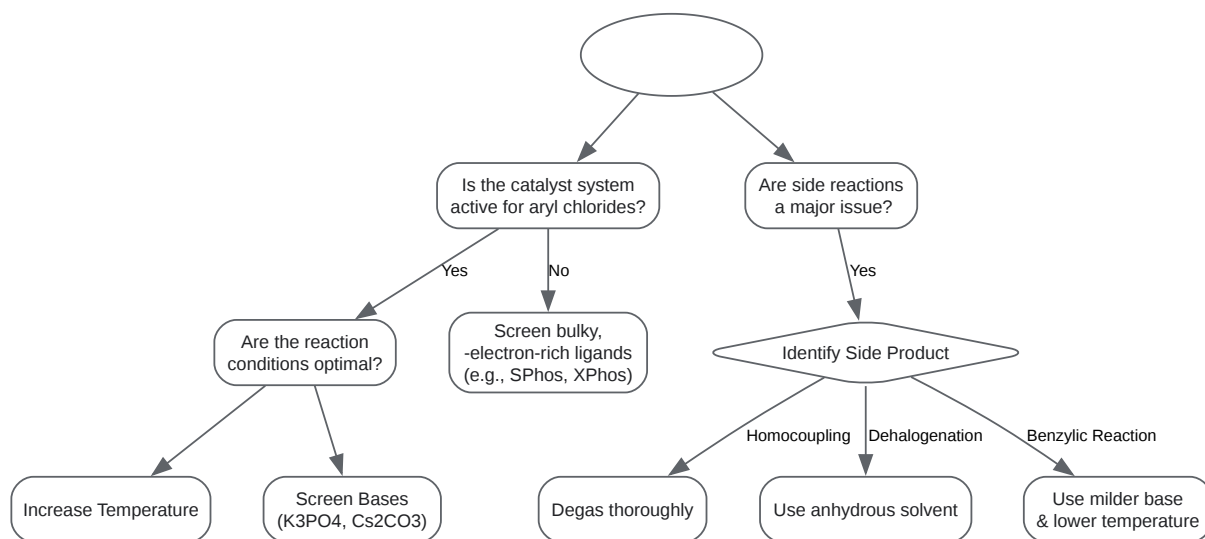 Is the catalyst system
active for aryl chlorides?
Are side reactions
a major issue?
Yes
No
Yes
Are the reaction
conditions optimal?
Screen bulky,
-electron-rich ligands
(e.g., SPhos, XPhos)
Identify Side Product
Homocoupling
Dehalogenation
Benzylic Reaction
Increase Temperature
Screen Bases
(K3PO4, Cs2CO3)
Degas thoroughly
Use anhydrous solvent
Use milder base
& lower temperature